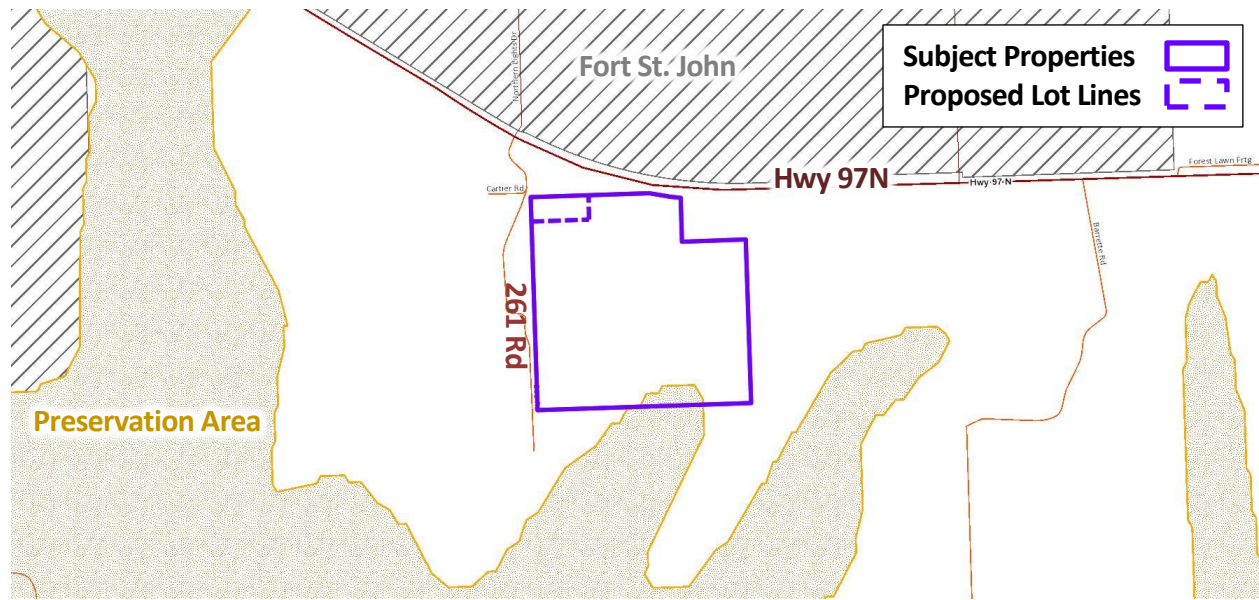 Northern Lights Dr
Fort St. John
Subject Properties
Proposed Lot Lines
Forest Lawn Frtg
Cartier Rd
Hwy 97N
Hwy 97-N
Barrette Rd
261 Rd
Preservation Area